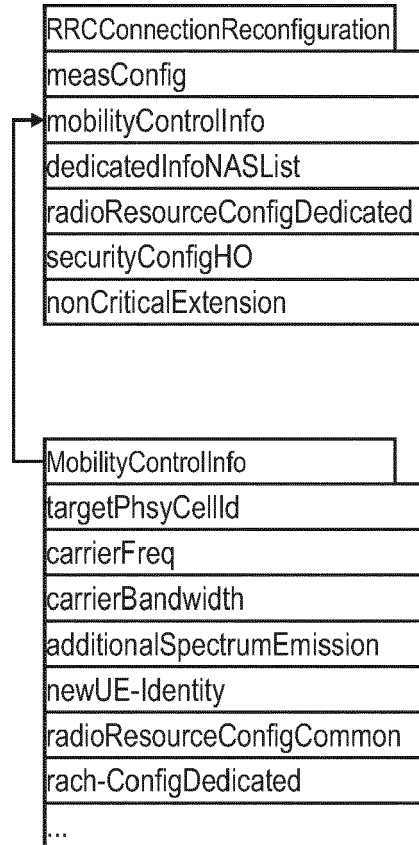 RRCConnectionReconfiguration
measConfig
mobilityControlInfo
dedicatedInfoNASList
radioResourceConfigDedicated
securityConfigHO
nonCriticalExtension
MobilityControlInfo
targetPhsyCellId
carrierFreq
carrierBandwidth
additionalSpectrumEmission
newUE-Identity
radioResourceConfigCommon
rach-ConfigDedicated
...